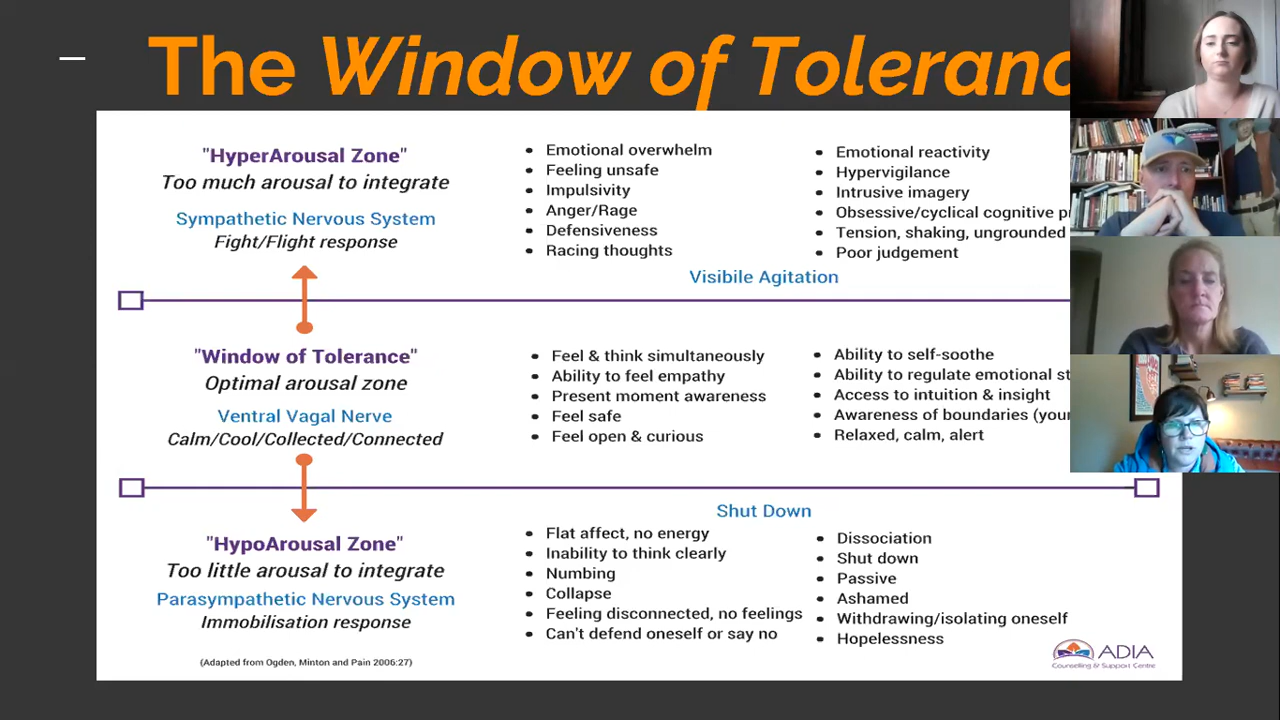 The Window of Toleranc
"HyperArousal Zone"
Too much arousal to integrate
Sympathetic Nervous System
Fight/Flight response
• Emotional overwhelm
• Feeling unsafe
• Impulsivity
• Anger/Rage
• Defensiveness
• Racing thoughts
• Emotional reactivity
• Hypervigilance
• Intrusive imagery
• Obsessive/cyclical cognitive p
• Tension, shaking, ungrounded
• Poor judgement
Visibile Agitation
"Window of Tolerance"
Optimal arousal zone
Ventral Vagal Nerve
Calm/Cool/Collected/Connected
• Feel & think simultaneously
• Ability to feel empathy
• Present moment awareness
• Feel safe
• Feel open & curious
• Ability to self-soothe
• Ability to regulate emotional st
• Access to intuition & insight
• Awareness of boundaries (your
• Relaxed, calm, alert
Shut Down
"HypoArousal Zone"
Too little arousal to integrate
Parasympathetic Nervous System
Immobilisation response
• Flat affect, no energy
• Inability to think clearly
• Numbing
• Collapse
• Feeling disconnected, no feelings
• Can't defend oneself or say no
• Dissociation
• Shut down
• Passive
• Ashamed
• Withdrawing/isolating oneself
• Hopelessness
(Adapted from Ogden, Minton and Pain 2006:27)
ADIA
Counselling & Support Centre